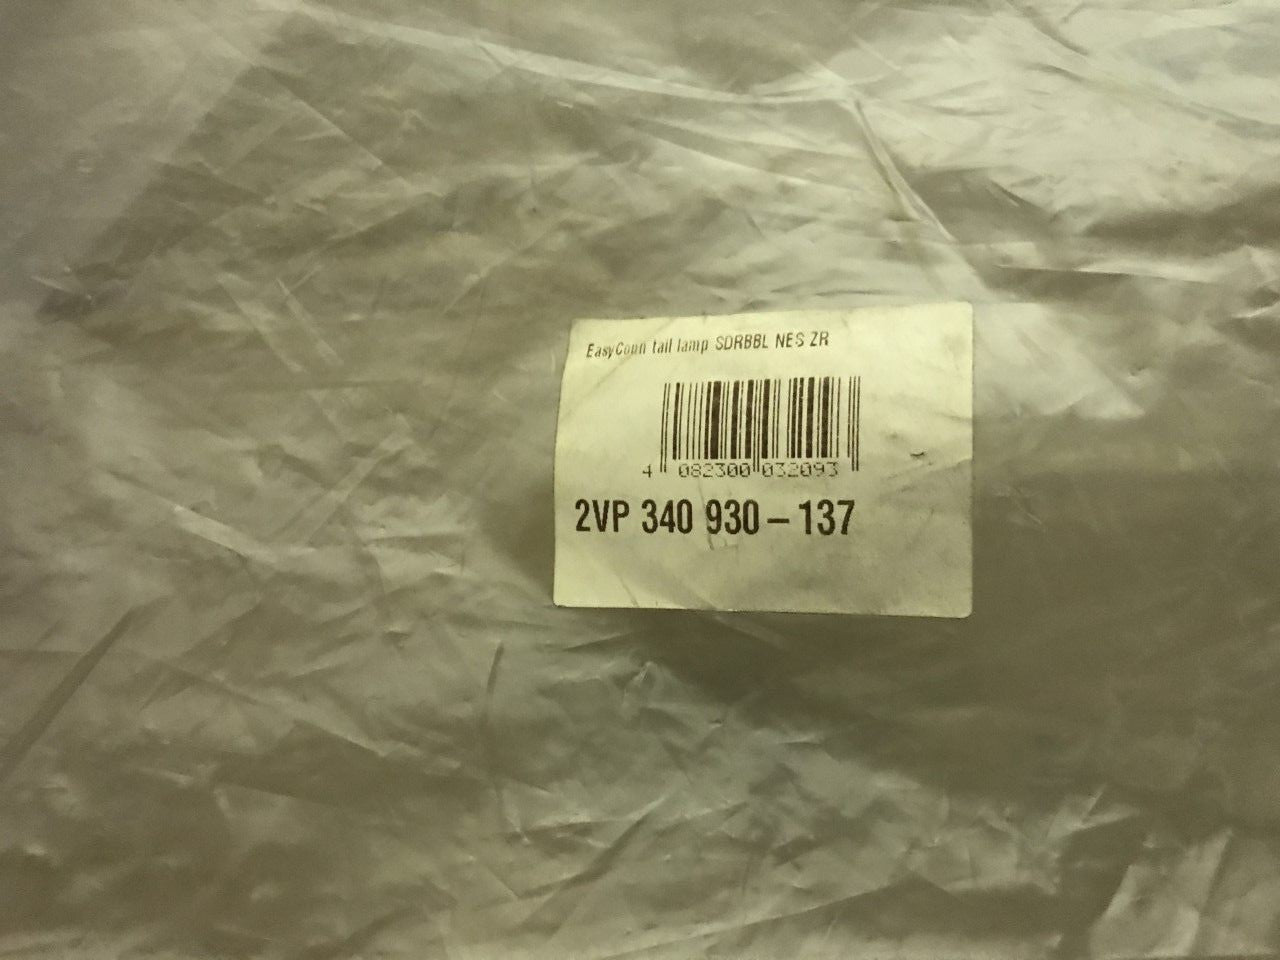 EasyConn tail lamp SDRBBL NES ZR
4 082300 032093
2VP 340 930 – 137